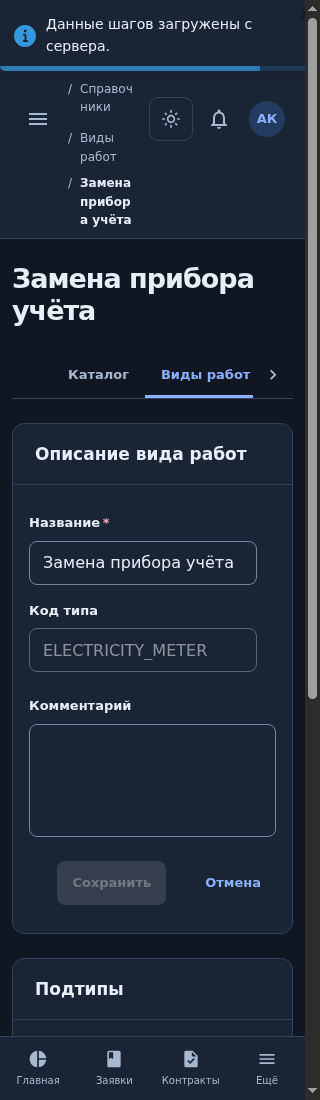 Данные шагов загружены с
сервера.
/ Справоч
ники
/ Виды
работ
/ Замена
прибор
а учёта
АК
Замена прибора
учёта
Каталог
Виды работ
Описание вида работ
Название *
Замена прибора учёта
Код типа
ELECTRICITY_METER
Комментарий
Сохранить
Отмена
Подтипы
Главная
Заявки
Контракты
Ещё